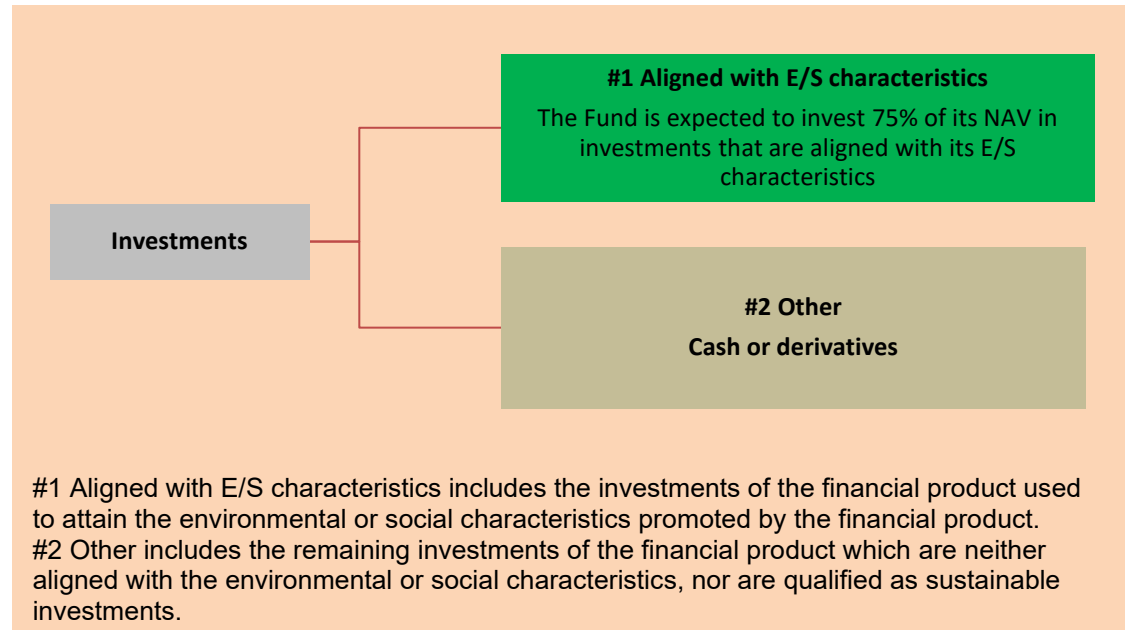 #1 Aligned with E/S characteristics
The Fund is expected to invest 75% of its NAV in
investments that are aligned with its E/S
characteristics
Investments
#2 Other
Cash or derivatives
#1 Aligned with E/S characteristics includes the investments of the financial product used
to attain the environmental or social characteristics promoted by the financial product.
#2 Other includes the remaining investments of the financial product which are neither
aligned with the environmental or social characteristics, nor are qualified as sustainable
investments.